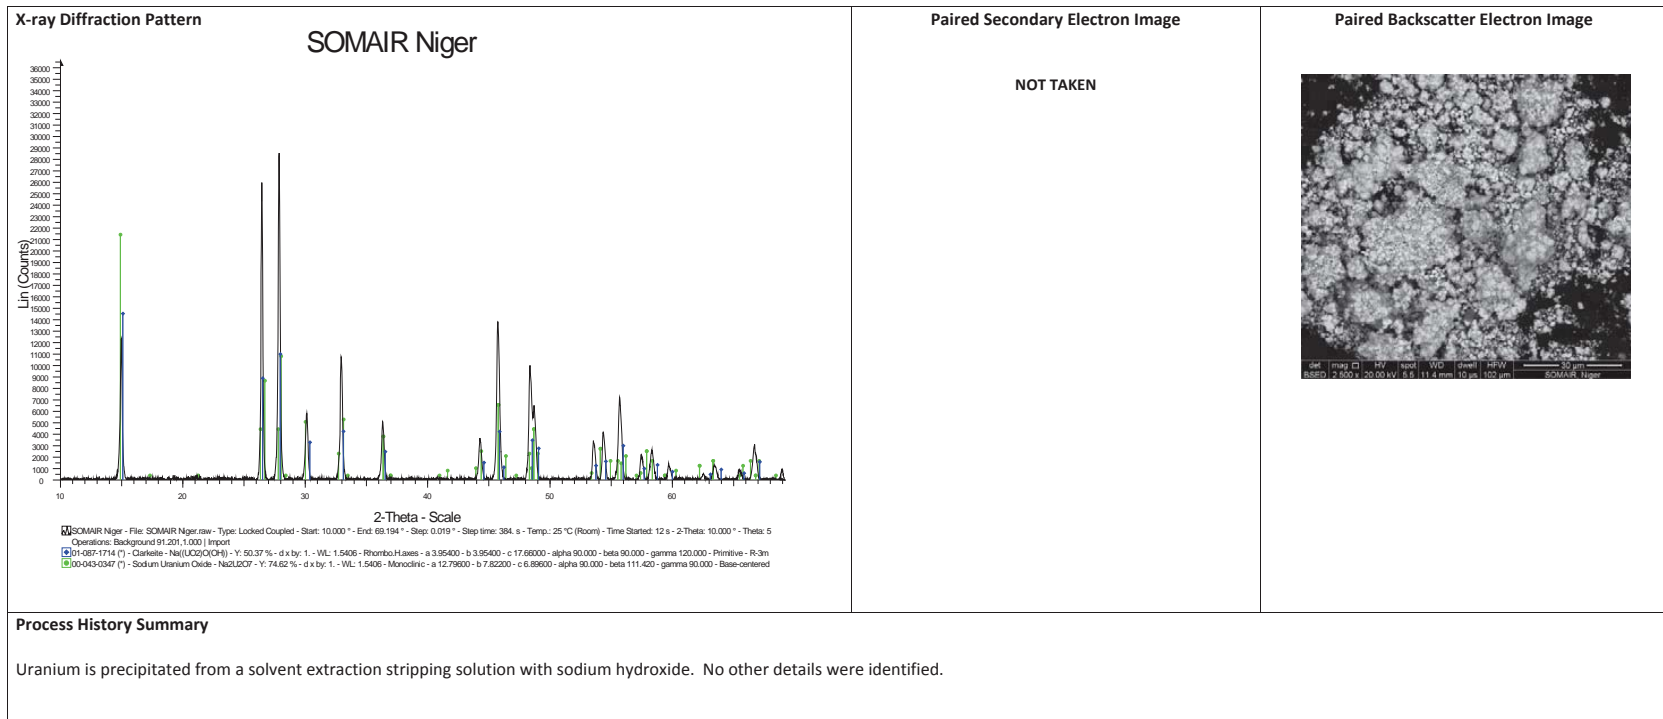 X-ray Diffraction Pattern
SOMAIR Niger
Lin (Counts)
36000
35000
34000
33000
32000
31000
30000
29000
28000
27000
26000
25000
24000
23000
22000
21000
20000
19000
18000
17000
16000
15000
14000
13000
12000
11000
10000
9000
8000
7000
6000
5000
4000
3000
2000
1000
0
10 20 30 40 50 60
2-Theta - Scale
SOMAIR Niger - File: SOMAIR Niger.raw - Type: Locked Coupled - Start: 10.000 ° - End: 69.194 ° - Step: 0.019 ° - Step time: 384. s - Temp.: 25 °C (Room) - Time Started: 12 s - 2-Theta: 10.000 ° - Theta: 5
Operations: Background 91.201,1.000 | Import
01-087-1714 (*) - Clarkeite - Na((UO2)O(OH)) - Y: 50.37 % - d x by: 1. - WL: 1.5406 - Rhombo.H.axes - a 3.95400 - b 3.95400 - c 17.66000 - alpha 90.000 - beta 90.000 - gamma 120.000 - Primitive - R-3m
00-043-0347 (*) - Sodium Uranium Oxide - Na2U2O7 - Y: 74.62 % - d x by: 1. - WL: 1.5406 - Monoclinic - a 12.79600 - b 7.82200 - c 6.89600 - alpha 90.000 - beta 111.420 - gamma 90.000 - Base-centered
Paired Secondary Electron Image
NOT TAKEN
Paired Backscatter Electron Image
det mag HV spot WD dwell HFW 30 µm
BSED 2 500 x 20.00 kV 5.5 11.4 mm 10 µs 102 µm SOMAIR, Niger
Process History Summary
Uranium is precipitated from a solvent extraction stripping solution with sodium hydroxide. No other details were identified.